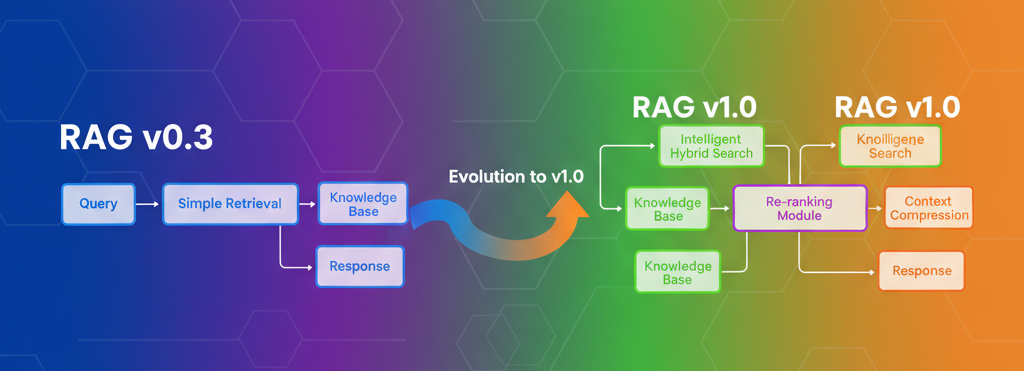 RAG v0.3
Query
Simple Retrieval
Knowledge
Base
Response
Evolution to v1.0
RAG v1.0
Intelligent
Hybrid Search
Knowledge
Base
Knowledge
Base
Re-ranking
Module
RAG v1.0
Knoilligene
Search
Context
Compression
Response